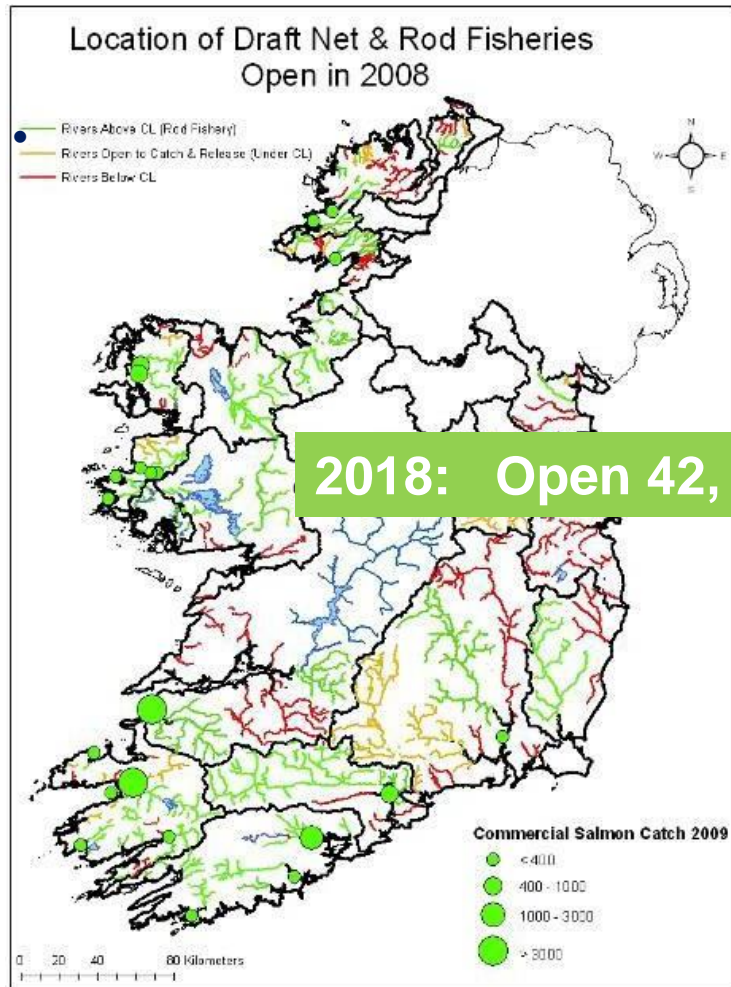 Location of Draft Net & Rod Fisheries
Open in 2008
Rivers Above CL (Rod Fishery)
Rivers Open to Catch & Release (Under CL)
Rivers Below CL
N
W E
S
2018: Open 42,
Commercial Salmon Catch 2009
<400
400 - 1000
1000 - 3000
> 3000
0 20 40 80 Kilometers